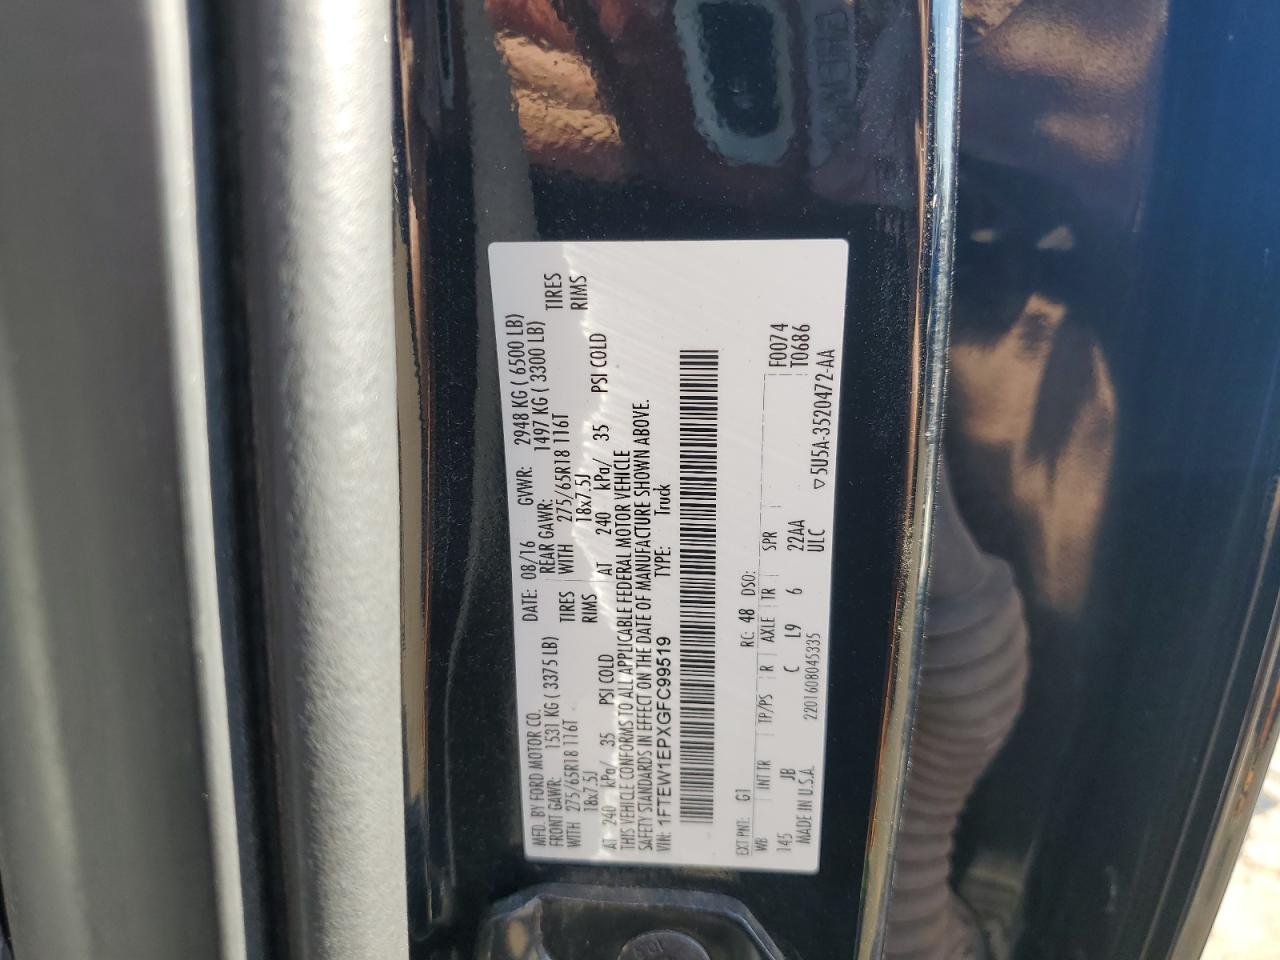 MFD. BY FORD MOTOR CO.
DATE: 08/16 GVWR: 2948 KG ( 6500 LB)
FRONT GAWR: 1531 KG ( 3375 LB) REAR GAWR: 1497 KG ( 3300 LB)
WITH 275/65R18 116T TIRES WITH 275/65R18 116T TIRES
18x7.5J RIMS 18x7.5J RIMS
AT 240 kPa/ 35 PSI COLD AT 240 kPa/ 35 PSI COLD
THIS VEHICLE CONFORMS TO ALL APPLICABLE FEDERAL MOTOR VEHICLE
SAFETY STANDARDS IN EFFECT ON THE DATE OF MANUFACTURE SHOWN ABOVE.
VIN: 1FTEW1EPXGFC99519 TYPE: Truck
EXT PNT: G1 RC: 48 DSO:
WB INT TR TP/PS R AXLE TR SPR F0074
145 JB C L9 6 22AA T0686
MADE IN U.S.A. 2201608045335 ULC
▽5U5A-3520472-AA